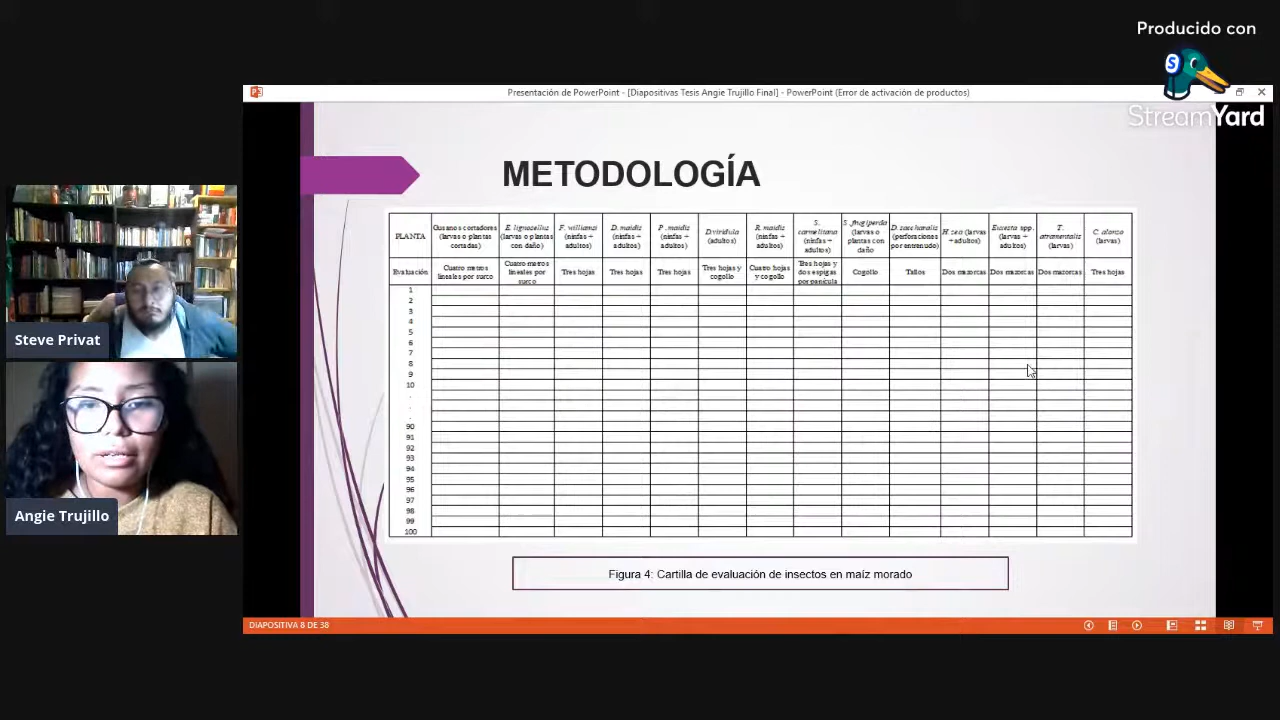 Producido con
StreamYard
Presentación de PowerPoint - [Diapositivas Tesis Angie Trujillo Final] - PowerPoint (Error de activación de productos)
METODOLOGÍA
PLANTA
Gusanos cortadores (larvas o plantas cortadas)
E. lignosellus (larvas o plantas con daño)
F. williamsi (ninfas + adultos)
D. maidis (ninfas + adultos)
P. maidis (ninfas + adultos)
D. viridula (adultos)
R. maidis (ninfas + adultos)
S. carmelitana (ninfas + adultos)
S. frugiperda (larvas o plantas con daño
D. saccharalis (perforaciones por entrenudo)
H. zea (larvas + adultos)
Euxesta spp. (larvas + adultos)
T. atramentalis (larvas)
C. alorco (larvas)
Evaluación
Cuatro metros lineales por surco
Cuatro metros lineales por surco
Tres hojas
Tres hojas
Tres hojas
Tres hojas y cogollo
Cuatro hojas y cogollo
Tres hojas y dos espigas por panícula
Cogollo
Tallos
Dos mazorcas
Dos mazorcas
Dos mazorcas
Tres hojas
1
2
3
4
5
6
7
8
9
10
.
.
.
90
91
92
93
94
95
96
97
98
99
100
Figura 4: Cartilla de evaluación de insectos en maíz morado
DIAPOSITIVA 8 DE 38
Steve Privat
Angie Trujillo